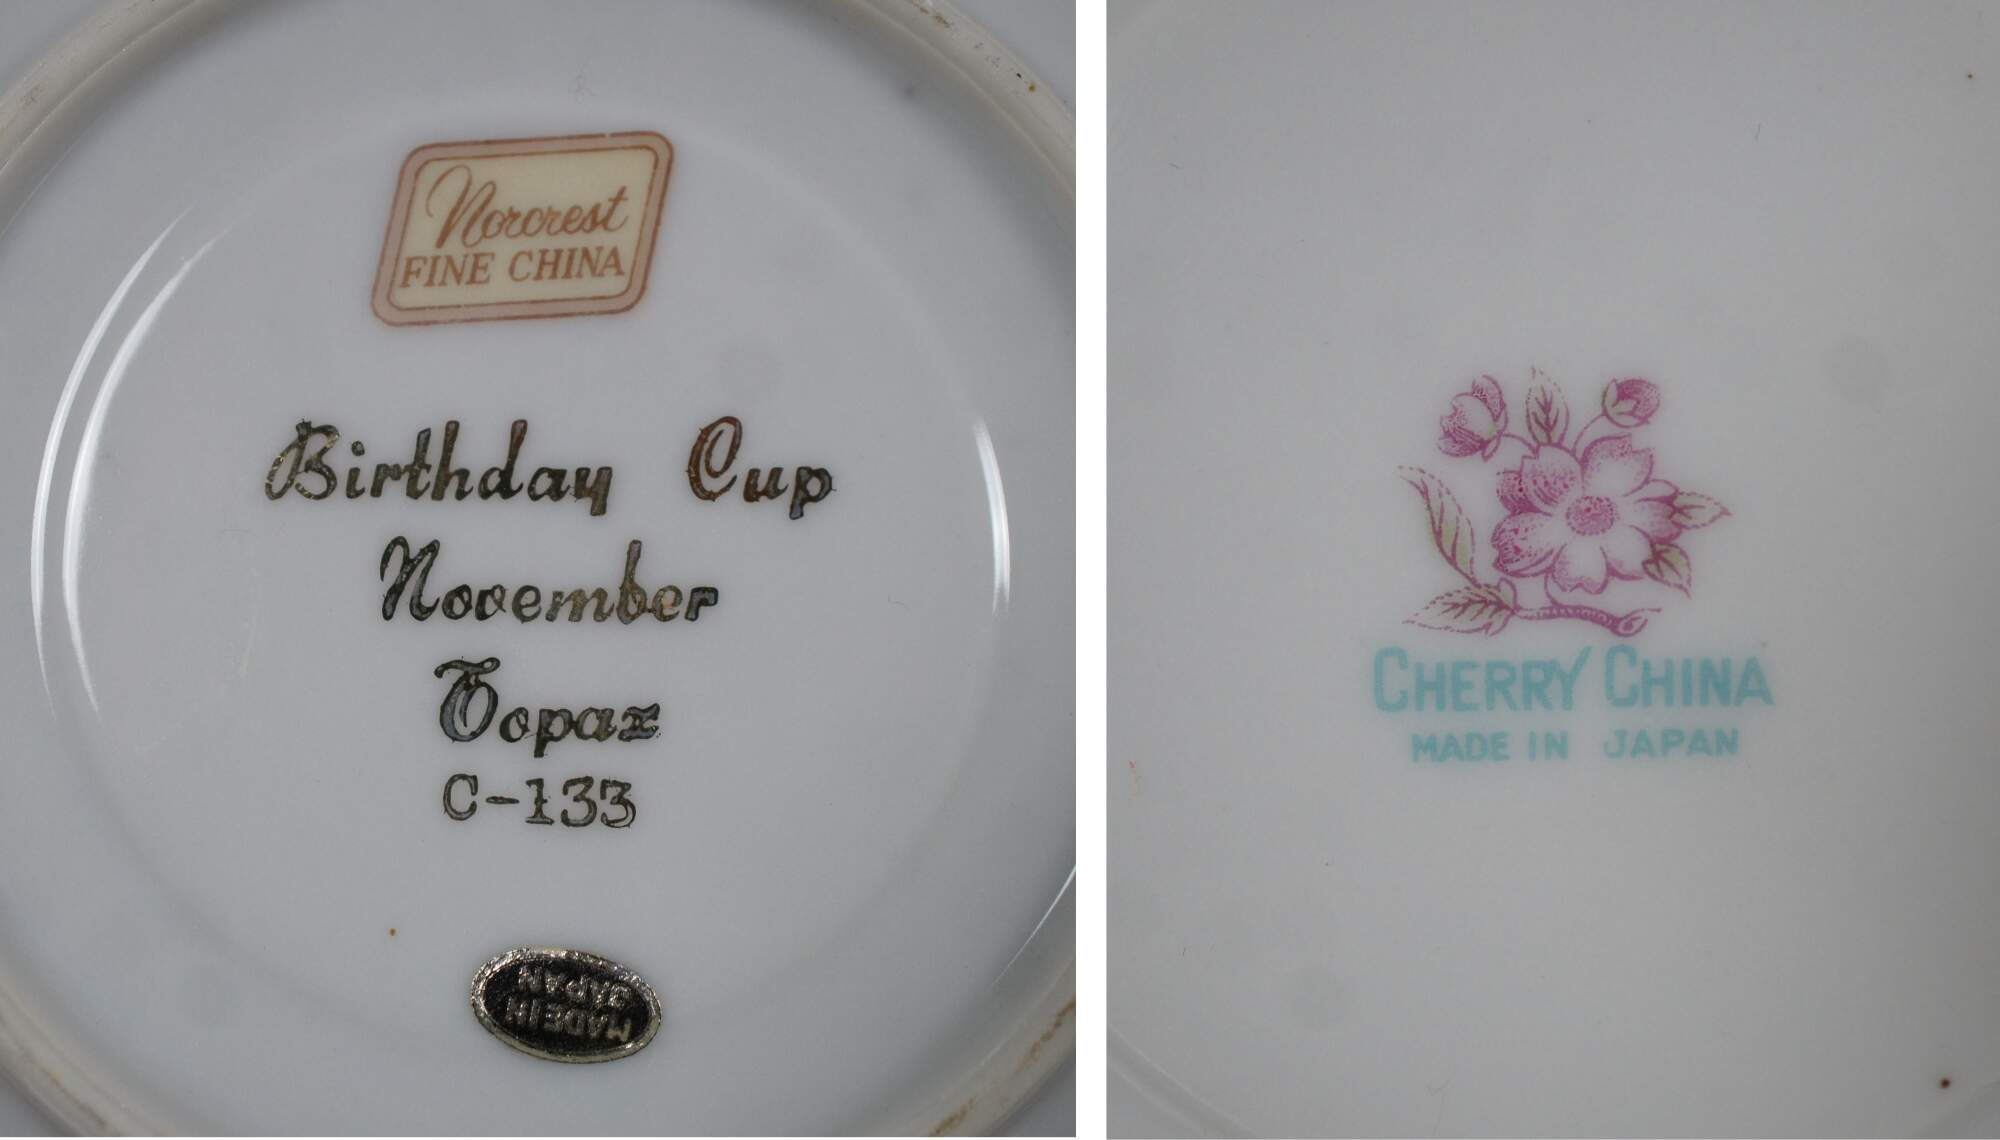 Norcrest
FINE CHINA
Birthday Cup
November
Topaz
C-133
MADE IN
JAPAN
CHERRY CHINA
MADE IN JAPAN